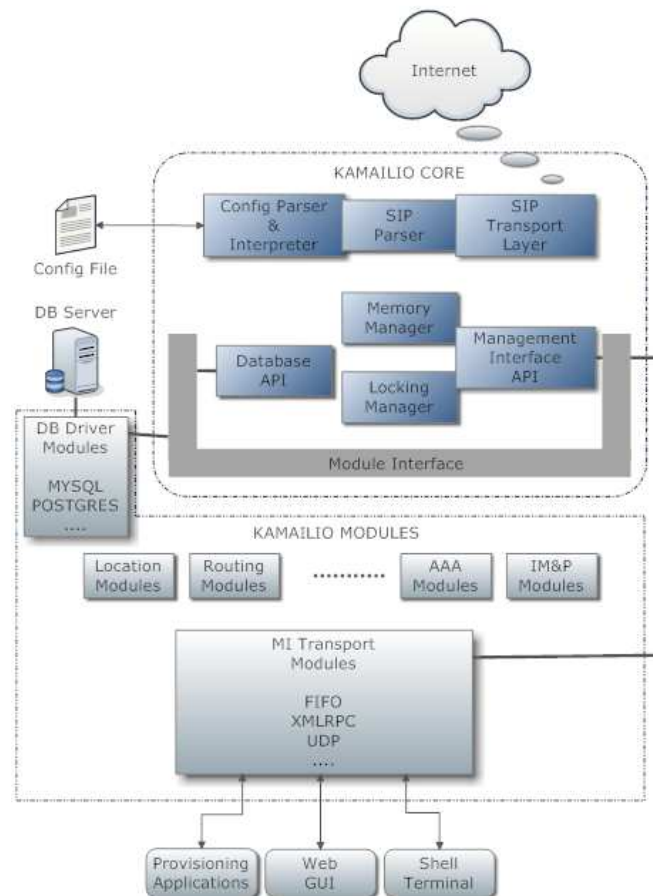 Internet
KAMAILIO CORE
Config Parser
&
Interpreter
SIP
Parser
SIP
Transport
Layer
Config File
DB Server
Memory
Manager
Database
API
Management
Interface
API
Locking
Manager
Module Interface
DB Driver
Modules
MYSQL
POSTGRES
....
KAMAILIO MODULES
Location
Modules
Routing
Modules
...........
AAA
Modules
IM&P
Modules
MI Transport
Modules
FIFO
XMLRPC
UDP
....
Provisioning
Applications
Web
GUI
Shell
Terminal